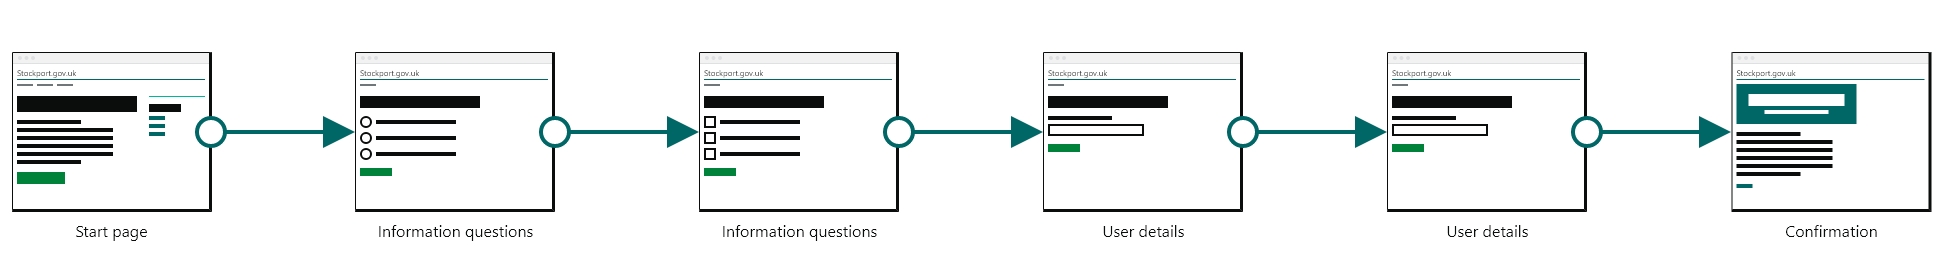 Stockport.gov.uk
Stockport.gov.uk
Stockport.gov.uk
Stockport.gov.uk
Stockport.gov.uk
Stockport.gov.uk
Start page
Information questions
Information questions
User details
User details
Confirmation